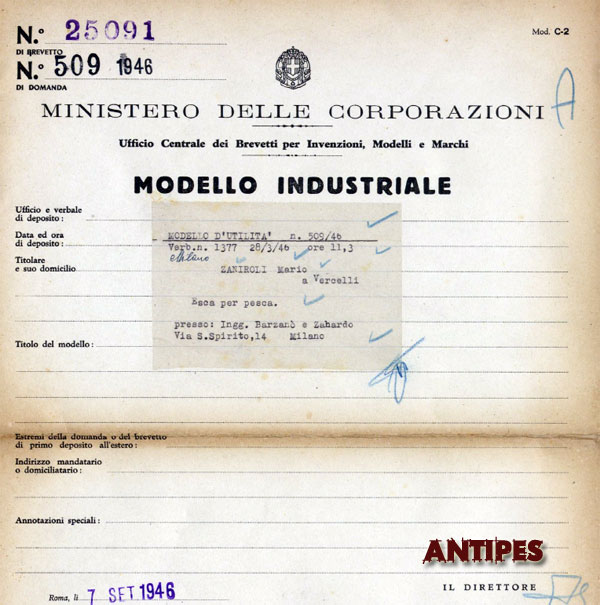 N.° 25091
DI BREVETTO
N.° 509 1946
DI DOMANDA
Mod. C-2
A
MINISTERO DELLE CORPORAZIONI
Ufficio Centrale dei Brevetti per Invenzioni, Modelli e Marchi
MODELLO INDUSTRIALE
Ufficio e verbale
di deposito:
Data ed ora
di deposito:
Titolare
e suo domicilio
MODELLO D'UTILITA' n. 509/46
Verb.n. 1377 28/3/46 ore 11,3
Milano
ZANIROLI Mario
a Vercelli
Esca per pesca.
presso: Ingg. Barzanò e Zahardo
Via S.Spirito,14 Milano
Titolo del modello:
Estremi della domanda o del brevetto
di primo deposito all'estero:
Indirizzo mandatario
o domiciliatario:
Annotazioni speciali:
ANTIPES
Roma, li 7 SET 1946
IL DIRETTORE